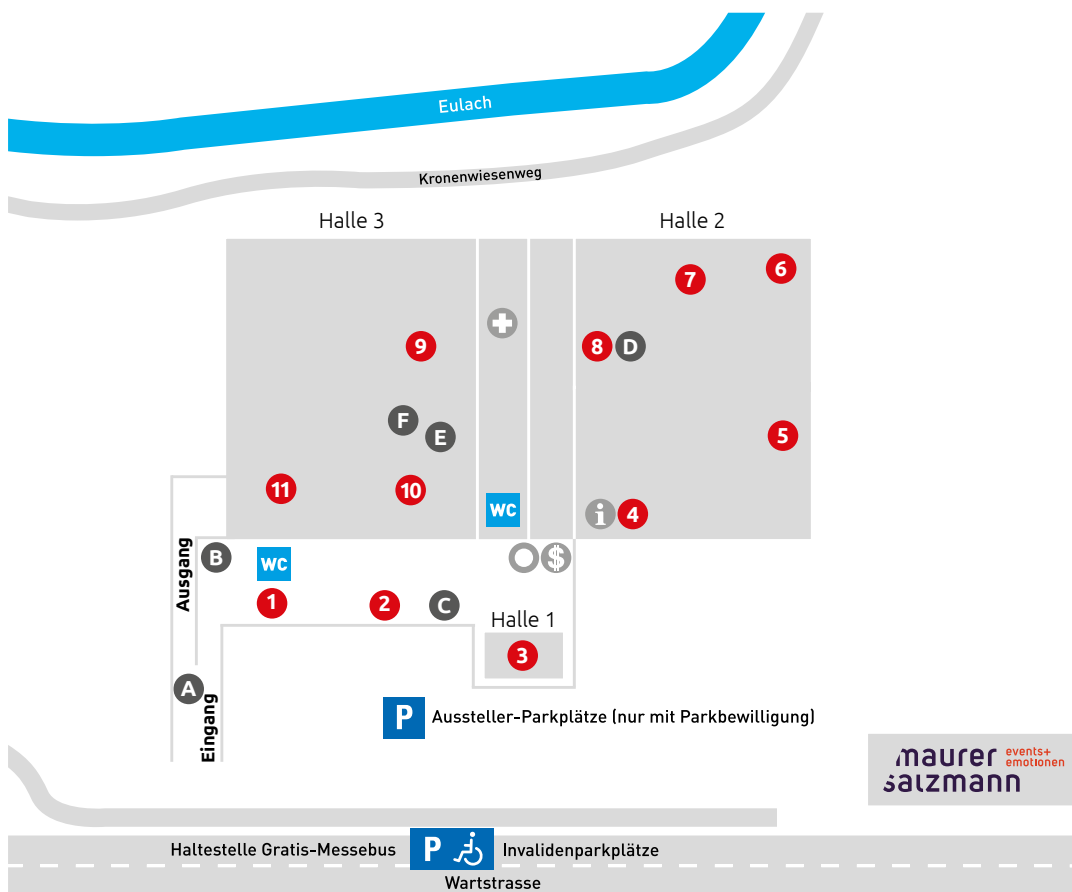 Eulach
Kronenwiesenweg
Halle 3
Halle 2
6
7
9
8 D
F
E
5
11
10
WC
i 4
Ausgang
B
WC
$
1
2
C
Halle 1
3
A
Eingang
P Aussteller-Parkplätze (nur mit Parkbewilligung)
maurer events+
salzmann emotionen
Haltestelle Gratis-Messebus P Invalidenparkplätze
Wartstrasse